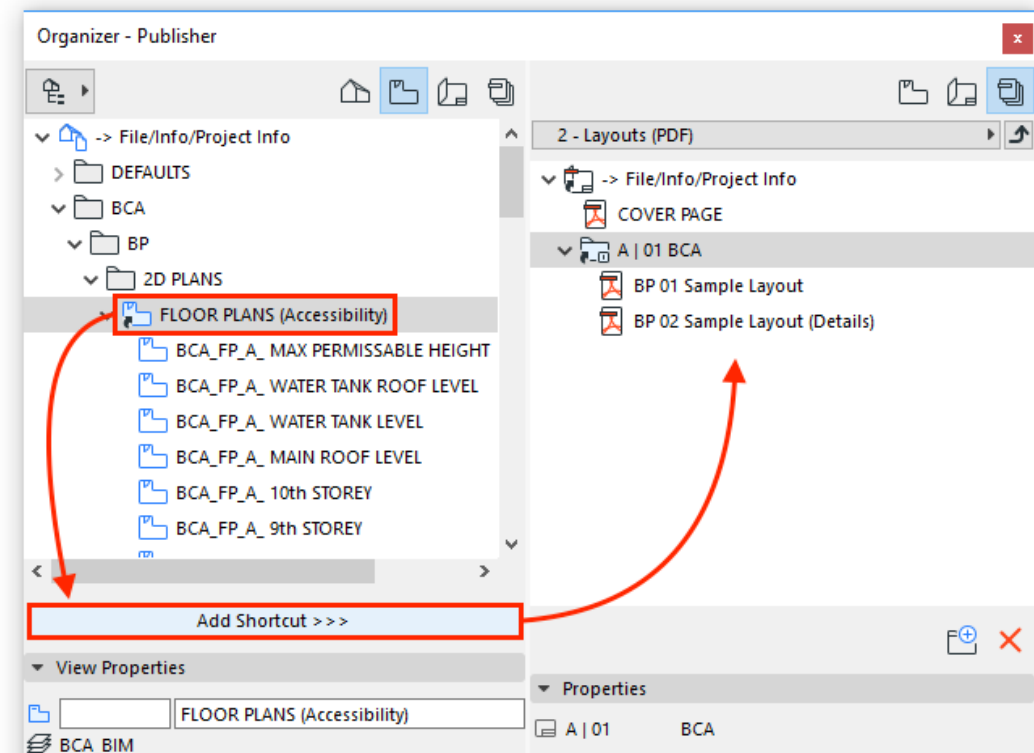 Organizer - Publisher
-> File/Info/Project Info
DEFAULTS
BCA
BP
2D PLANS
FLOOR PLANS (Accessibility)
BCA_FP_A_ MAX PERMISSABLE HEIGHT
BCA_FP_A_ WATER TANK ROOF LEVEL
BCA_FP_A_ WATER TANK LEVEL
BCA_FP_A_ MAIN ROOF LEVEL
BCA_FP_A_ 10th STOREY
BCA_FP_A_ 9th STOREY
Add Shortcut >>>
View Properties
FLOOR PLANS (Accessibility)
BCA BIM
2 - Layouts (PDF)
-> File/Info/Project Info
COVER PAGE
A | 01 BCA
BP 01 Sample Layout
BP 02 Sample Layout (Details)
Properties
A | 01 BCA